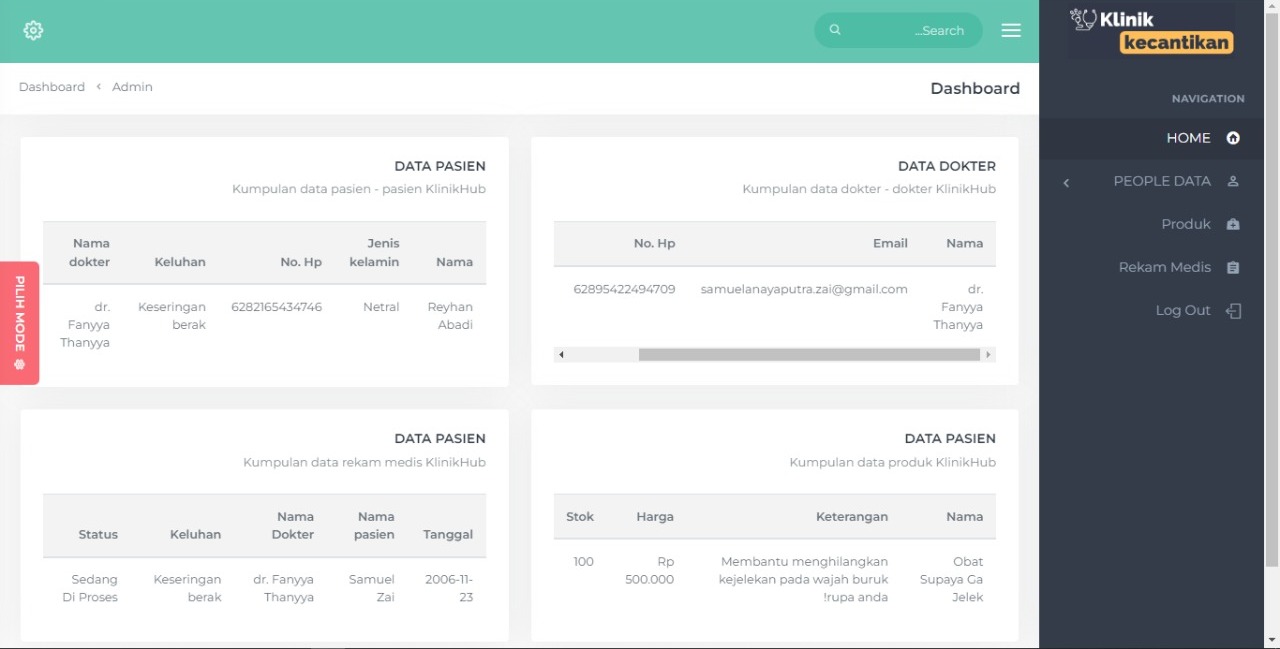 Klinik
kecantikan
Search...
Dashboard
Dashboard < Admin
NAVIGATION
HOME
PEOPLE DATA
Produk
Rekam Medis
Log Out
PILIH MODE
DATA PASIEN
Kumpulan data pasien - pasien KlinikHub
Nama Jenis kelamin No. Hp Keluhan Nama dokter
Reyhan Abadi Netral 6282165434746 Keseringan berak dr. Fanyya Thanyya
DATA DOKTER
Kumpulan data dokter - dokter KlinikHub
Nama Email No. Hp
dr. Fanyya Thanyya samuelanayaputra.zai@gmail.com 62895422494709
DATA PASIEN
Kumpulan data rekam medis KlinikHub
Tanggal Nama pasien Nama Dokter Keluhan Status
2006-11-23 Samuel Zai dr. Fanyya Thanyya Keseringan berak Sedang Di Proses
DATA PASIEN
Kumpulan data produk KlinikHub
Nama Keterangan Harga Stok
Obat Supaya Ga Jelek Membantu menghilangkan kejelekan pada wajah buruk rupa anda! Rp 500.000 100